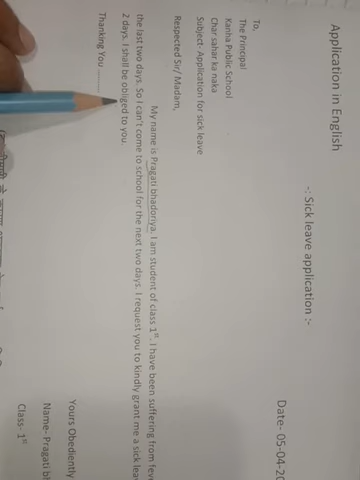 Application in English
-: Sick leave application :-
Date- 05-04-20
To,
The Principal
Kanha Public School
Char sahar ka naka
Subject- Application for sick leave
Respected Sir/ Madam,
My name is Pragati bhadoriya. I am student of class 1st. I have been suffering from feve
the last two days. So I can't come to school for the next two days. I request you to kindly grant me a sick lea
2 days. I shall be obliged to you.
Thanking You
Yours Obediently
Name- Pragati bh
Class- 1st